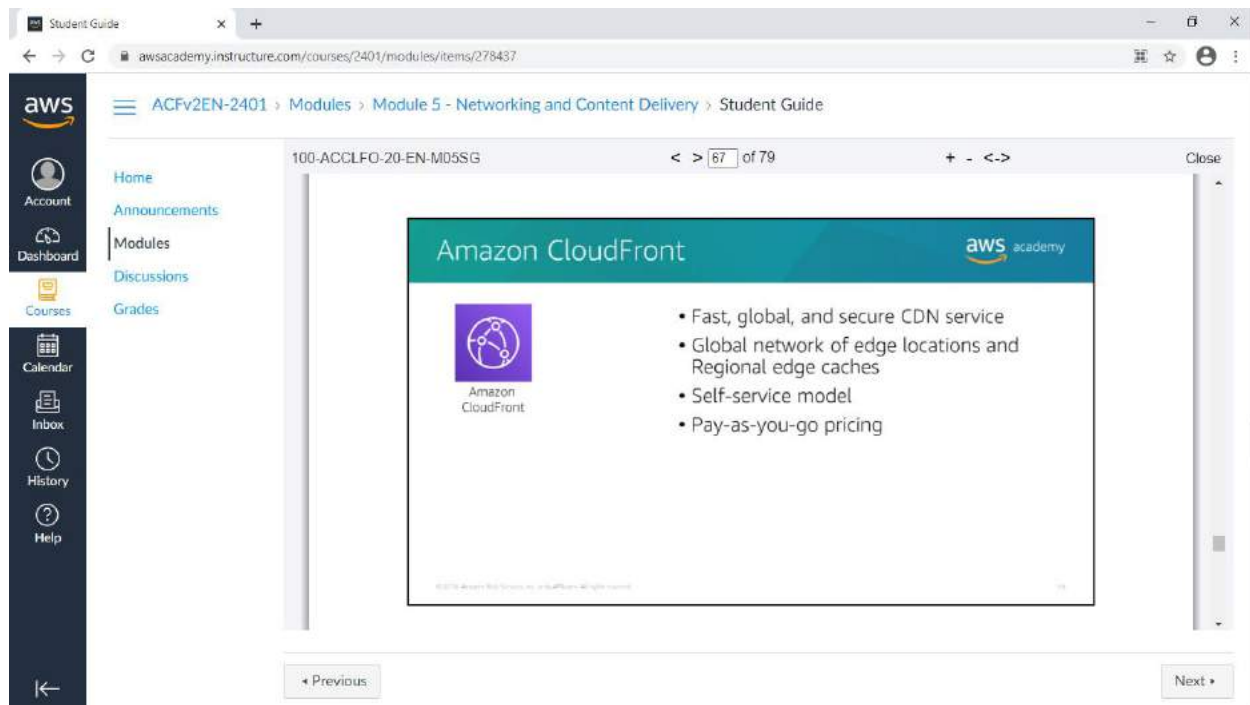 Student Guide
awsacademy.instructure.com/courses/2401/modules/items/278437
aws
ACFv2EN-2401 > Modules > Module 5 - Networking and Content Delivery > Student Guide
Account
Dashboard
Courses
Calendar
Inbox
History
Help
Home
Announcements
Modules
Discussions
Grades
100-ACCLFO-20-EN-M05SG
< > 67 of 79
+ - <->
Close
Amazon CloudFront
aws academy
Amazon
CloudFront
• Fast, global, and secure CDN service
• Global network of edge locations and
Regional edge caches
• Self-service model
• Pay-as-you-go pricing
◂ Previous
Next ▸